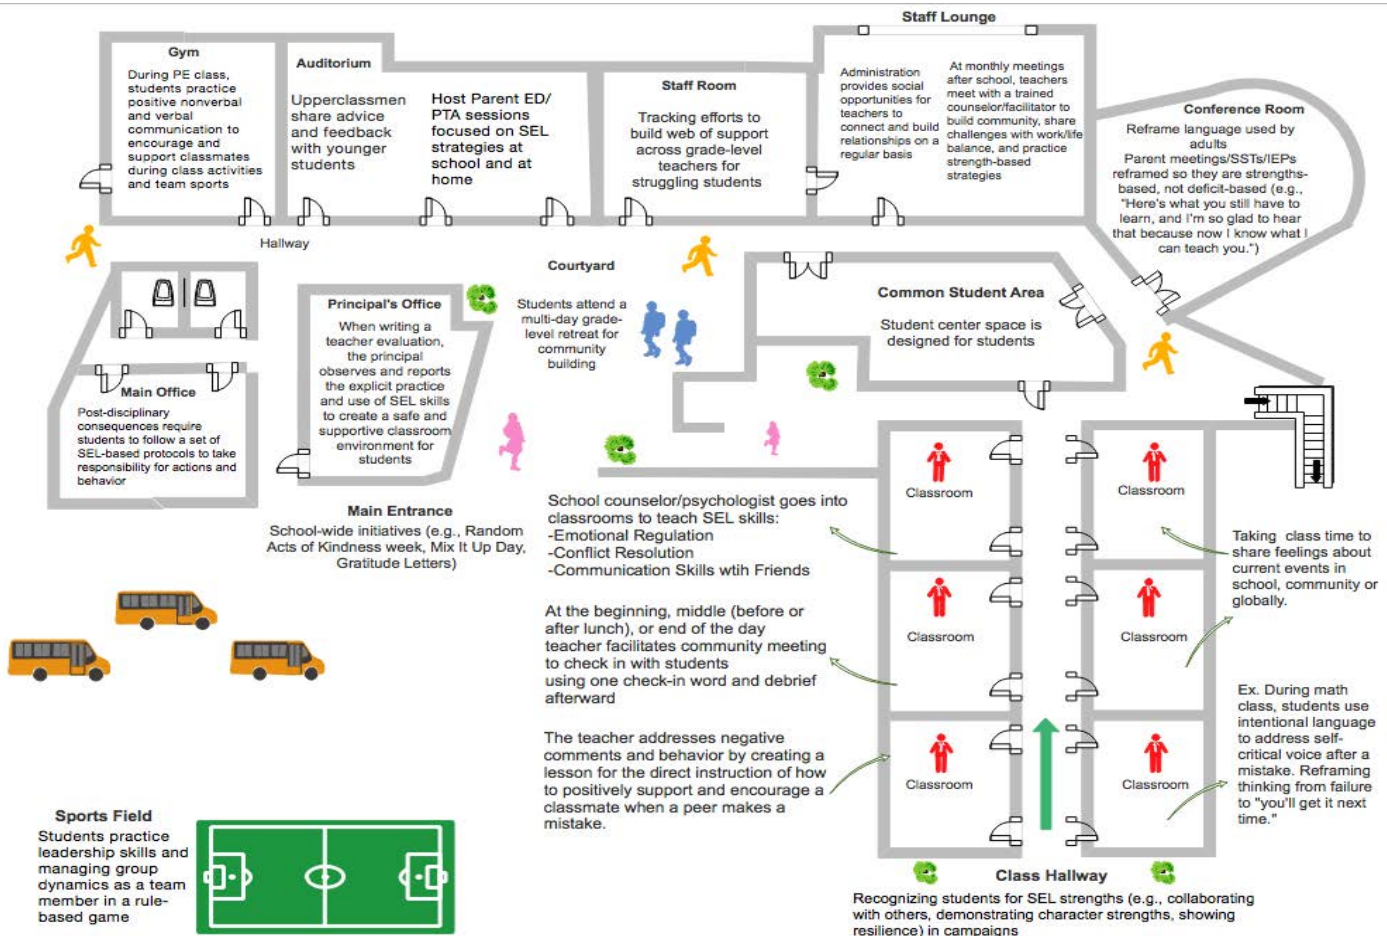 Staff Lounge
Gym
During PE class,
students practice
positive nonverbal
and verbal
communication to
encourage and
support classmates
during class activities
and team sports
Auditorium
Upperclassmen
share advice
and feedback
with younger
students
Host Parent ED/
PTA sessions
focused on SEL
strategies at
school and at
home
Staff Room
Tracking efforts to
build web of support
across grade-level
teachers for
struggling students
Administration
provides social
opportunities for
teachers to
connect and build
relationships on a
regular basis
At monthly meetings
after school, teachers
meet with a trained
counselor/facilitator to
build community, share
challenges with work/life
balance, and practice
strength-based
strategies
Conference Room
Reframe language used by
adults
Parent meetings/SSTs/IEPs
reframed so they are strengths-
based, not deficit-based (e.g.,
"Here's what you still have to
learn, and I'm so glad to hear
that because now I know what I
can teach you.")
Hallway
Courtyard
Students attend a
multi-day grade-
level retreat for
community
building
Common Student Area
Student center space is
designed for students
Principal's Office
When writing a
teacher evaluation,
the principal
observes and reports
the explicit practice
and use of SEL skills
to create a safe and
supportive classroom
environment for
students
Main Office
Post-disciplinary
consequences require
students to follow a set of
SEL-based protocols to take
responsibility for actions and
behavior
Main Entrance
School-wide initiatives (e.g., Random
Acts of Kindness week, Mix It Up Day,
Gratitude Letters)
School counselor/psychologist goes into
classrooms to teach SEL skills:
-Emotional Regulation
-Conflict Resolution
-Communication Skills wtih Friends
At the beginning, middle (before or
after lunch), or end of the day
teacher facilitates community meeting
to check in with students
using one check-in word and debrief
afterward
The teacher addresses negative
comments and behavior by creating a
lesson for the direct instruction of how
to positively support and encourage a
classmate when a peer makes a
mistake.
Classroom
Classroom
Classroom
Classroom
Classroom
Classroom
Taking class time to
share feelings about
current events in
school, community or
globally.
Ex. During math
class, students use
intentional language
to address self-
critical voice after a
mistake. Reframing
thinking from failure
to "you'll get it next
time."
Sports Field
Students practice
leadership skills and
managing group
dynamics as a team
member in a rule-
based game
Class Hallway
Recognizing students for SEL strengths (e.g., collaborating
with others, demonstrating character strengths, showing
resilience) in campaigns